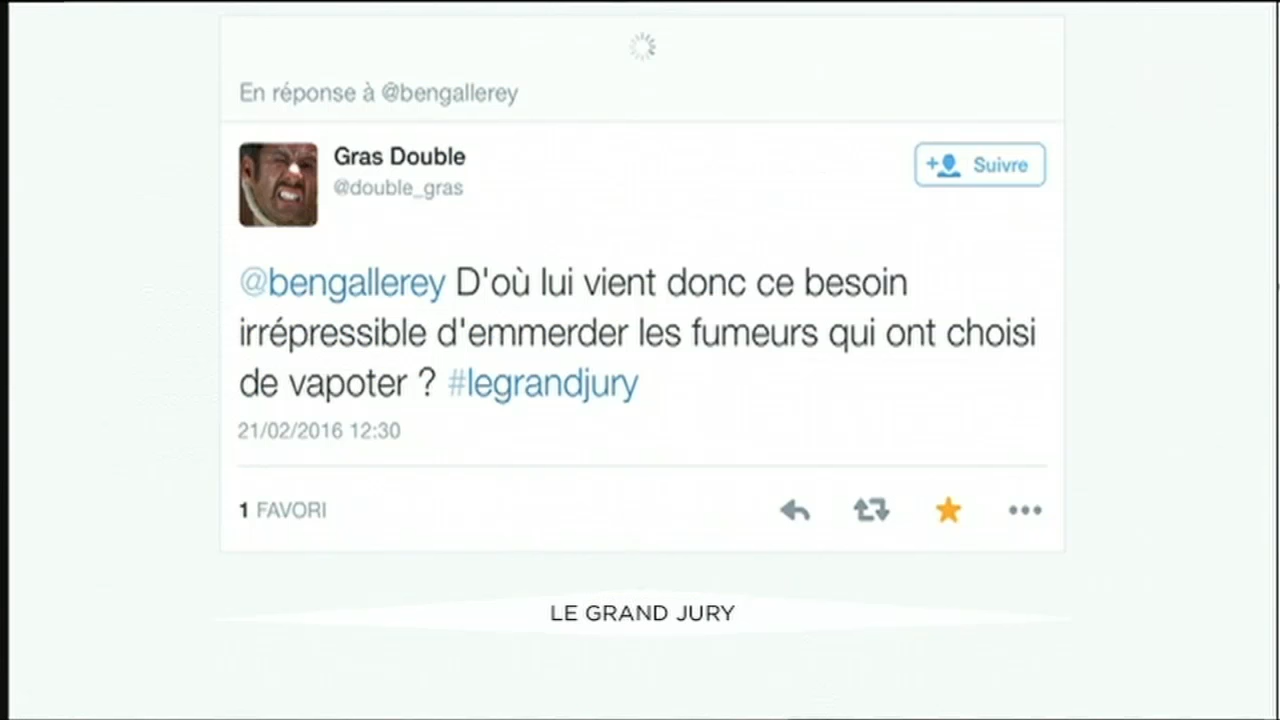 En réponse à @bengallerey
Gras Double
@double_gras
Suivre
@bengallerey D'où lui vient donc ce besoin
irrépressible d'emmerder les fumeurs qui ont choisi
de vapoter ? #legrandjury
21/02/2016 12:30
1 FAVORI
LE GRAND JURY